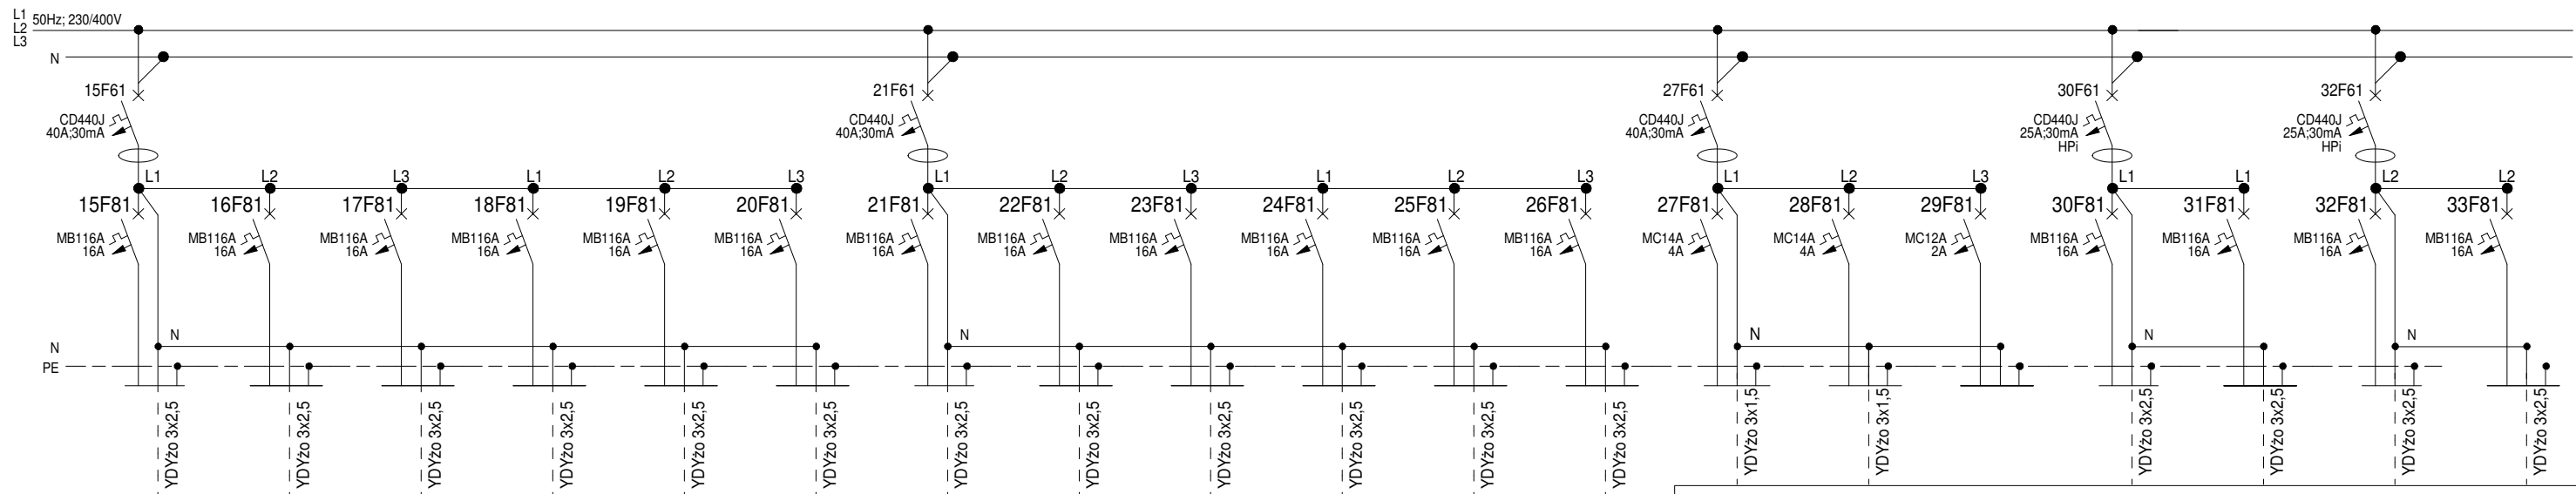 L1
L2
L3
50Hz; 230/400V
N
15F61
CD440J
40A;30mA
21F61
CD440J
40A;30mA
27F61
CD440J
40A;30mA
30F61
CD440J
25A;30mA
HPi
32F61
CD440J
25A;30mA
HPi
L1
15F81
MB116A
16A
L2
16F81
MB116A
16A
L3
17F81
MB116A
16A
L1
18F81
MB116A
16A
L2
19F81
MB116A
16A
L3
20F81
MB116A
16A
L1
21F81
MB116A
16A
L2
22F81
MB116A
16A
L3
23F81
MB116A
16A
L1
24F81
MB116A
16A
L2
25F81
MB116A
16A
L3
26F81
MB116A
16A
L1
27F81
MC14A
4A
L2
28F81
MC14A
4A
L3
29F81
MC12A
2A
L1
30F81
MB116A
16A
L1
31F81
MB116A
16A
L2
32F81
MB116A
16A
L2
33F81
MB116A
16A
N
N
N
N
N
N
PE
YDYżo 3x2,5
YDYżo 3x2,5
YDYżo 3x2,5
YDYżo 3x2,5
YDYżo 3x2,5
YDYżo 3x2,5
YDYżo 3x2,5
YDYżo 3x2,5
YDYżo 3x2,5
YDYżo 3x2,5
YDYżo 3x2,5
YDYżo 3x2,5
YDYżo 3x1,5
YDYżo 3x1,5
YDYżo 3x2,5
YDYżo 3x2,5
YDYżo 3x2,5
YDYżo 3x2,5